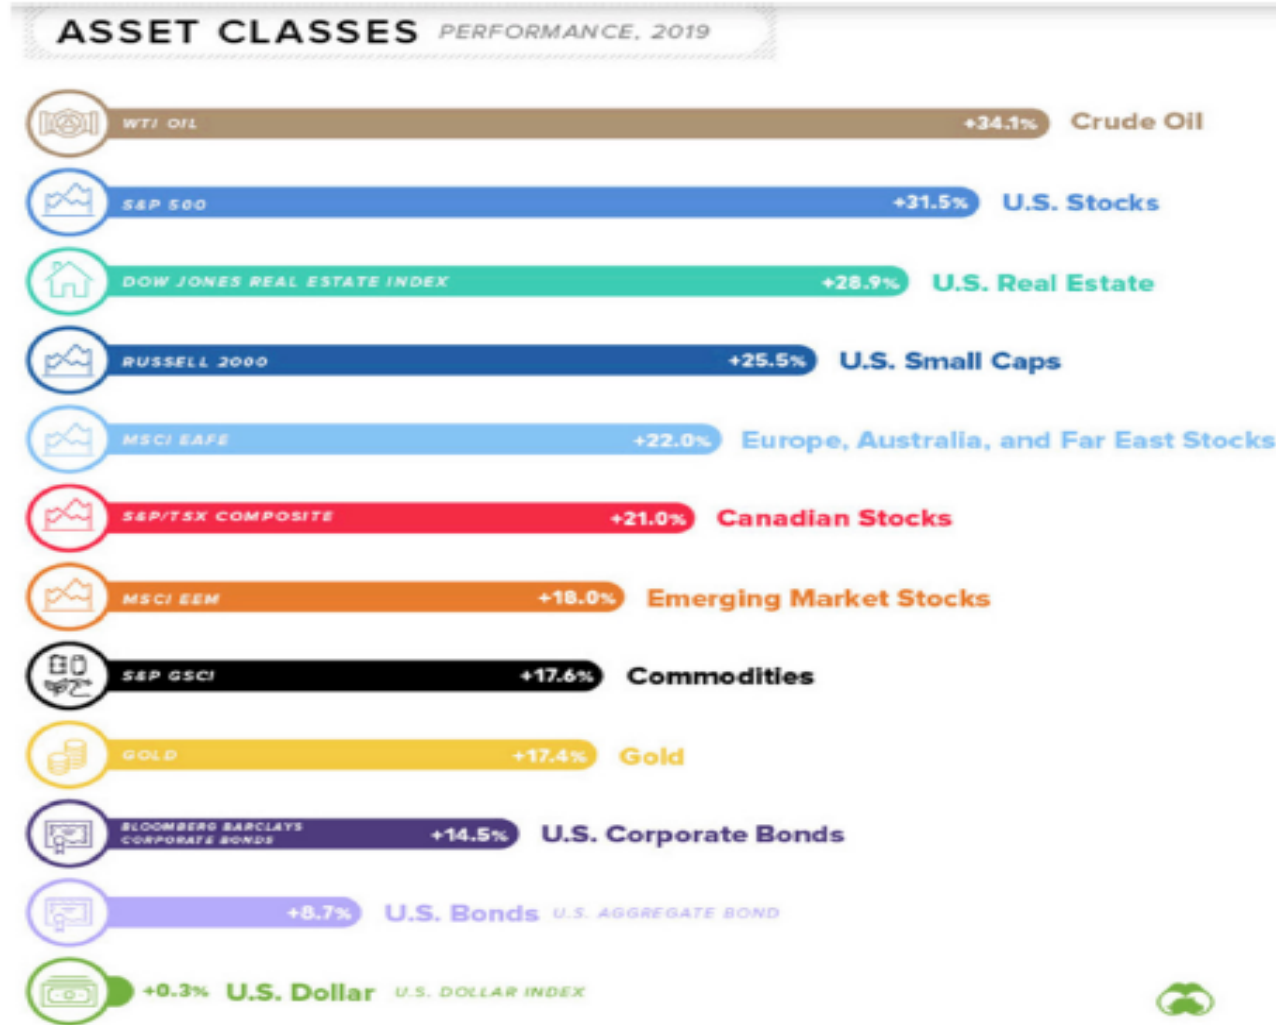 ASSET CLASSES PERFORMANCE, 2019
WTI OIL +34.1% Crude Oil
S&P 500 +31.5% U.S. Stocks
DOW JONES REAL ESTATE INDEX +28.9% U.S. Real Estate
RUSSELL 2000 +25.5% U.S. Small Caps
MSCI EAFE +22.0% Europe, Australia, and Far East Stocks
S&P/TSX COMPOSITE +21.0% Canadian Stocks
MSCI EEM +18.0% Emerging Market Stocks
S&P GSCI +17.6% Commodities
GOLD +17.4% Gold
BLOOMBERG BARCLAYS
CORPORATE BONDS +14.5% U.S. Corporate Bonds
+8.7% U.S. Bonds U.S. AGGREGATE BOND
+0.3% U.S. Dollar U.S. DOLLAR INDEX